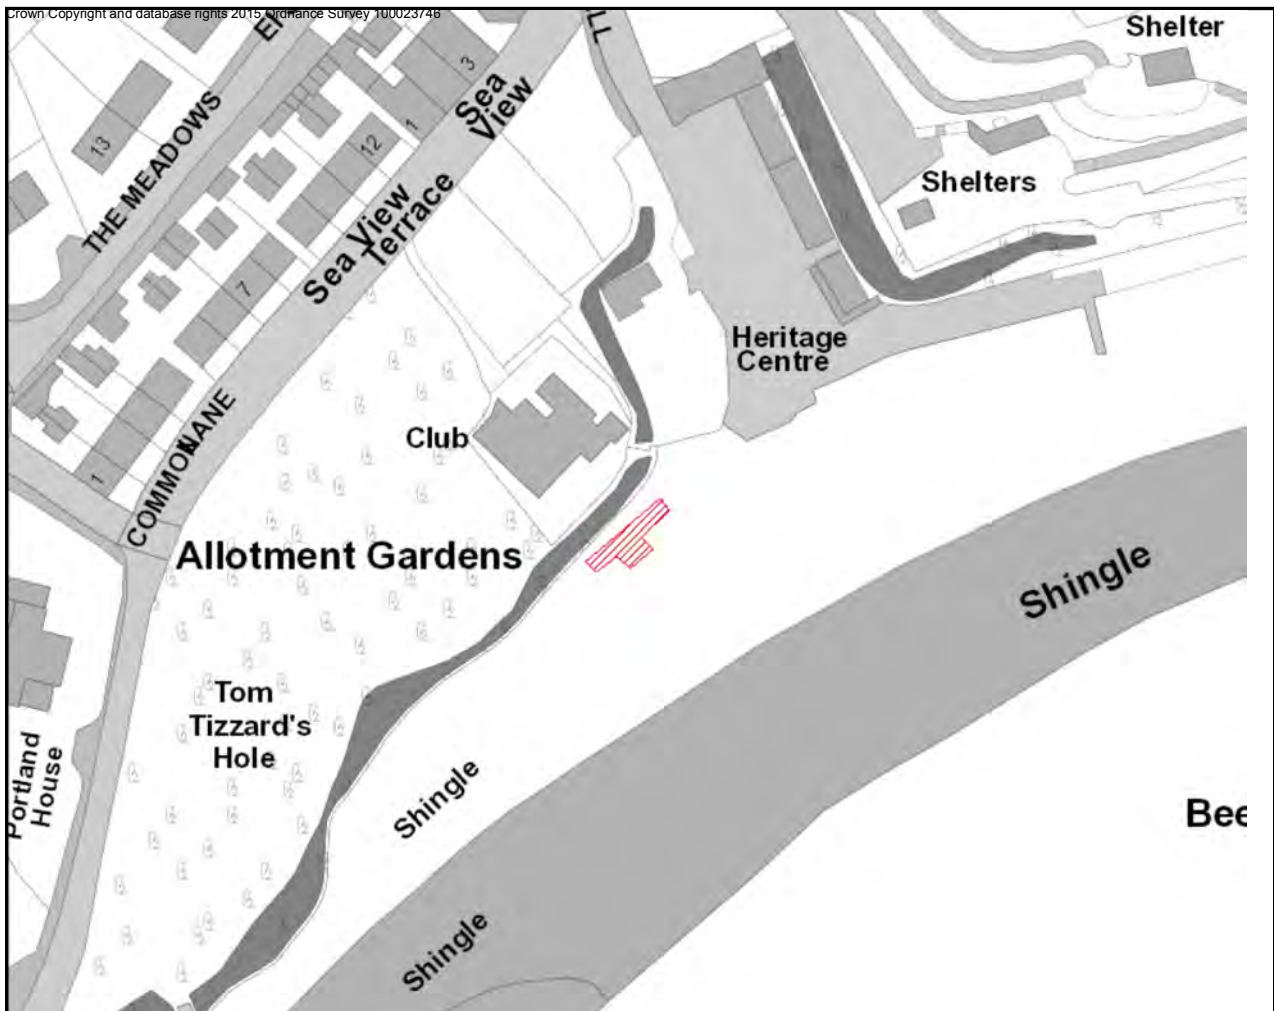 Crown Copyright and database rights 2015 Ordnance Survey 100023746
Shelter
3
Sea
View
13
1
12
THE MEADOWS
Shelters
Sea View
Terrace
7
Heritage
Centre
COMMON LANE
Club
1
Allotment Gardens
Shingle
Tom
Tizzard's
Hole
Portland
House
Shingle
Bee
Shingle